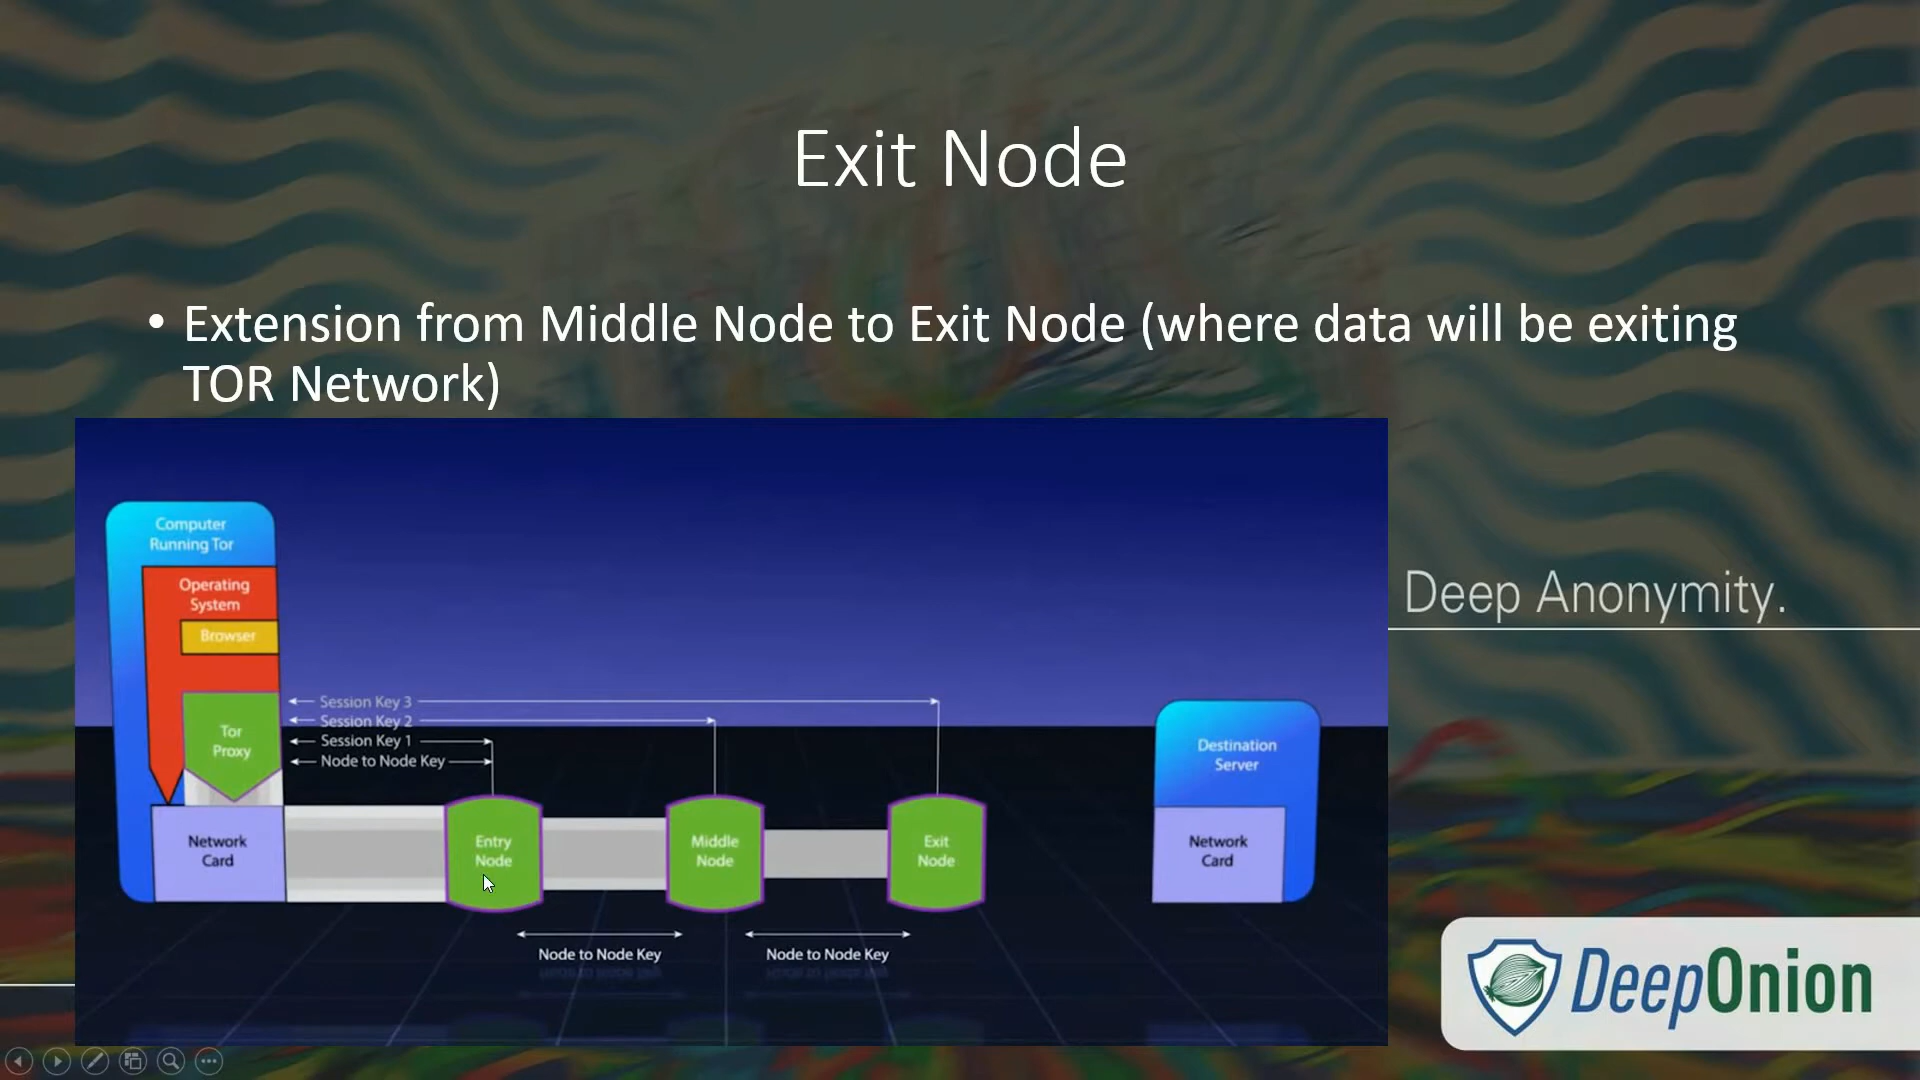 Exit Node
• Extension from Middle Node to Exit Node (where data will be exiting
TOR Network)
Computer
Running Tor
Operating
System
Browser
Tor
Proxy
Network
Card
Session Key 3
Session Key 2
Session Key 1
Node to Node Key
Entry
Node
Middle
Node
Exit
Node
Node to Node Key
Node to Node Key
Destination
Server
Network
Card
Deep Anonymity.
DeepOnion